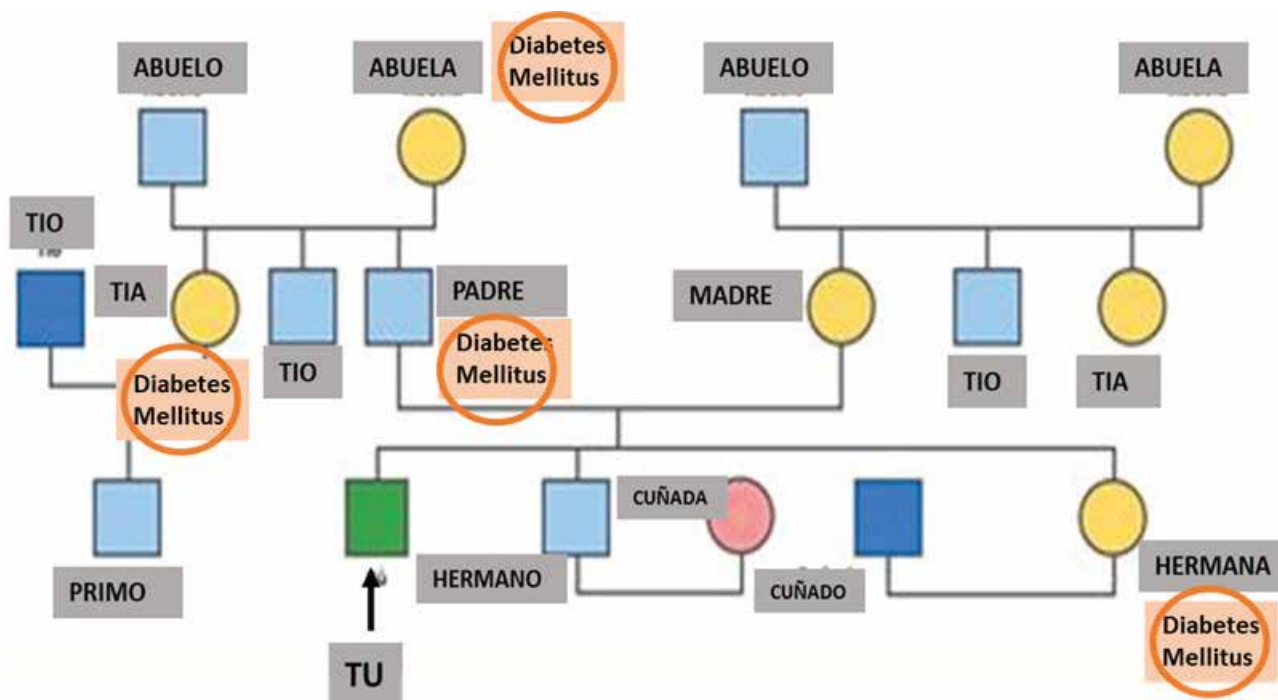 ABUELO
ABUELA
Diabetes
Mellitus
ABUELO
ABUELA
TIO
TIA
Diabetes
Mellitus
TIO
PADRE
Diabetes
Mellitus
MADRE
TIO
TIA
PRIMO
TU
HERMANO
CUÑADA
CUÑADO
HERMANA
Diabetes
Mellitus